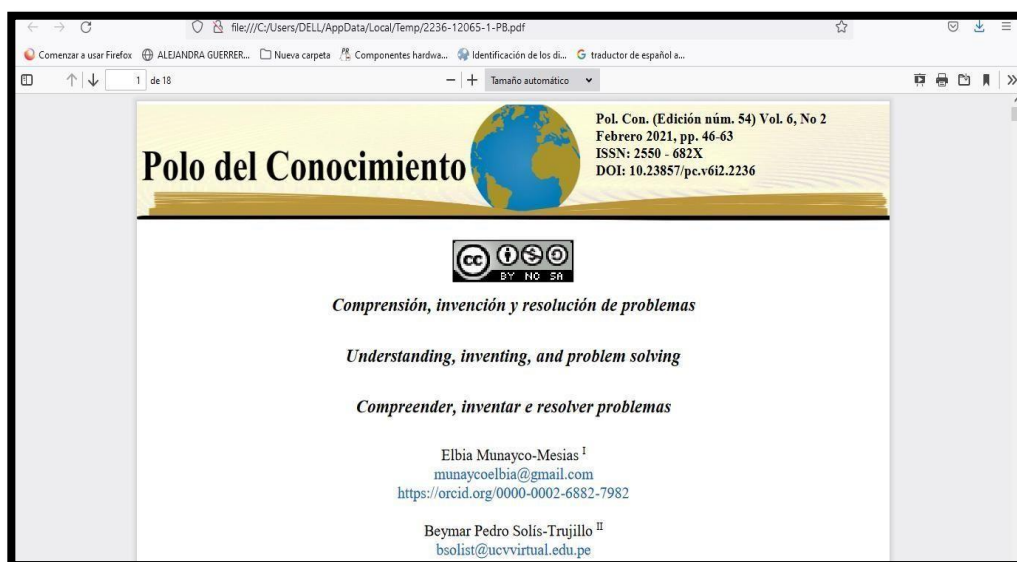 file:///C:/Users/DELL/AppData/Local/Temp/2236-12065-1-PB.pdf
Comenzar a usar Firefox ALEJANDRA GUERRER... Nueva carpeta Componentes hardwa... Identificación de los di... traductor de español a...
1 de 18 Tamaño automático
Polo del Conocimiento
Pol. Con. (Edición núm. 54) Vol. 6, No 2
Febrero 2021, pp. 46-63
ISSN: 2550 - 682X
DOI: 10.23857/pc.v6i2.2236
cc
BY NC SA
Comprensión, invención y resolución de problemas
Understanding, inventing, and problem solving
Compreender, inventar e resolver problemas
Elbia Munayco-Mesias I
munaycoelbia@gmail.com
https://orcid.org/0000-0002-6882-7982
Beymar Pedro Solís-Trujillo II
bsolist@ucvvirtual.edu.pe